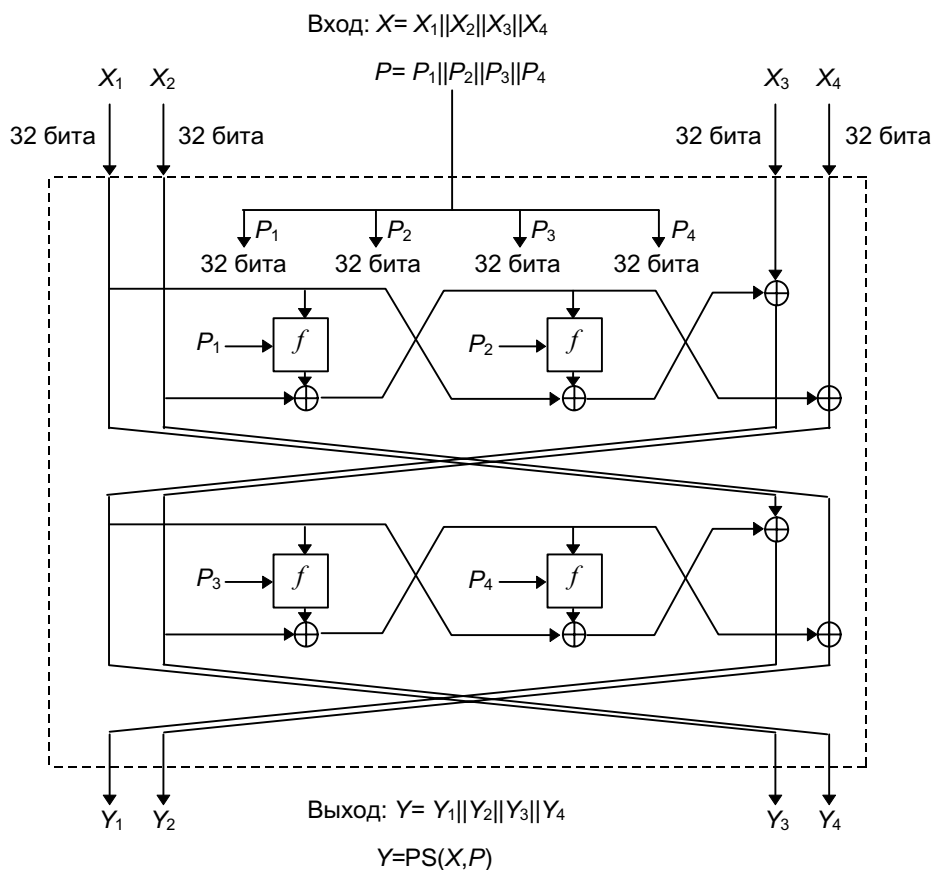 Вход: X= X₁||X₂||X₃||X₄
P= P₁||P₂||P₃||P₄
X₁ X₂ X₃ X₄
32 бита 32 бита 32 бита 32 бита
P₁ P₂ P₃ P₄
32 бита 32 бита 32 бита 32 бита
P₁ f P₂ f
P₃ f P₄ f
Y₁ Y₂ Y₃ Y₄
Выход: Y= Y₁||Y₂||Y₃||Y₄
Y=PS(X,P)